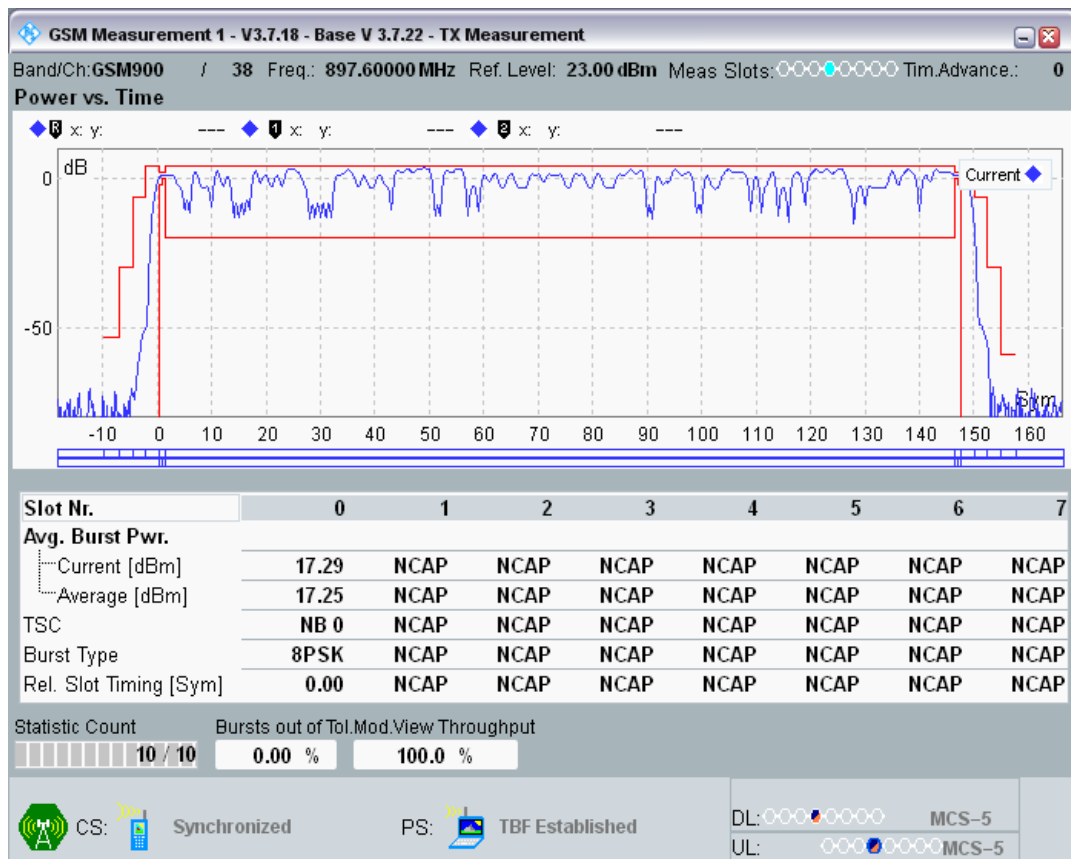 GSM Measurement 1 - V3.7.18 - Base V 3.7.22 - TX Measurement
Band/Ch:GSM900 / 38 Freq.: 897.60000 MHz Ref. Level: 23.00 dBm Meas Slots: Tim.Advance.: 0
Power vs. Time
R x: y: --- 1 x: y: --- 2 x: y: ---
dB
Current
0
-50
Sym
-10 0 10 20 30 40 50 60 70 80 90 100 110 120 130 140 150 160
Slot Nr. 0 1 2 3 4 5 6 7
Avg. Burst Pwr.
Current [dBm] 17.29 NCAP NCAP NCAP NCAP NCAP NCAP NCAP
Average [dBm] 17.25 NCAP NCAP NCAP NCAP NCAP NCAP NCAP
TSC NB 0 NCAP NCAP NCAP NCAP NCAP NCAP NCAP
Burst Type 8PSK NCAP NCAP NCAP NCAP NCAP NCAP NCAP
Rel. Slot Timing [Sym] 0.00 NCAP NCAP NCAP NCAP NCAP NCAP NCAP
Statistic Count Bursts out of Tol.Mod.View Throughput
10 / 10 0.00 % 100.0 %
CS: Synchronized PS: TBF Established
DL: MCS-5
UL: MCS-5